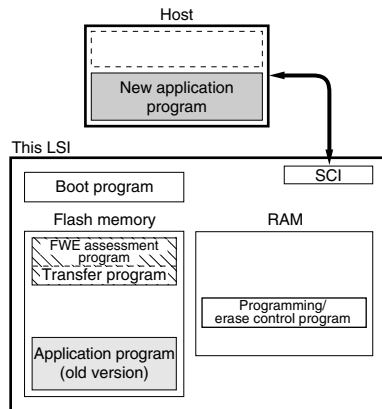 Host
New application
program
This LSI
SCI
Boot program
Flash memory
RAM
FWE assessment
program
Transfer program
Programming/
erase control program
Application program
(old version)